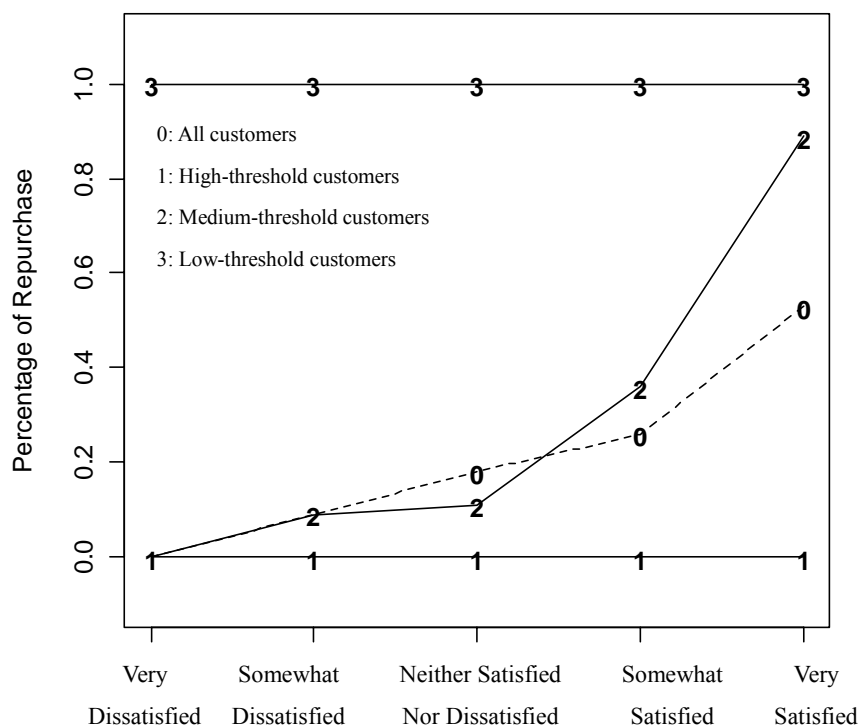 Percentage of Repurchase
1.0
0.8
0.6
0.4
0.2
0.0
3 3 3 3 3
0: All customers
1: High-threshold customers
2: Medium-threshold customers
3: Low-threshold customers
2
0
2
0
0
2
2
1 1 1 1 1
Very Somewhat Neither Satisfied Somewhat Very
Dissatisfied Dissatisfied Nor Dissatisfied Satisfied Satisfied